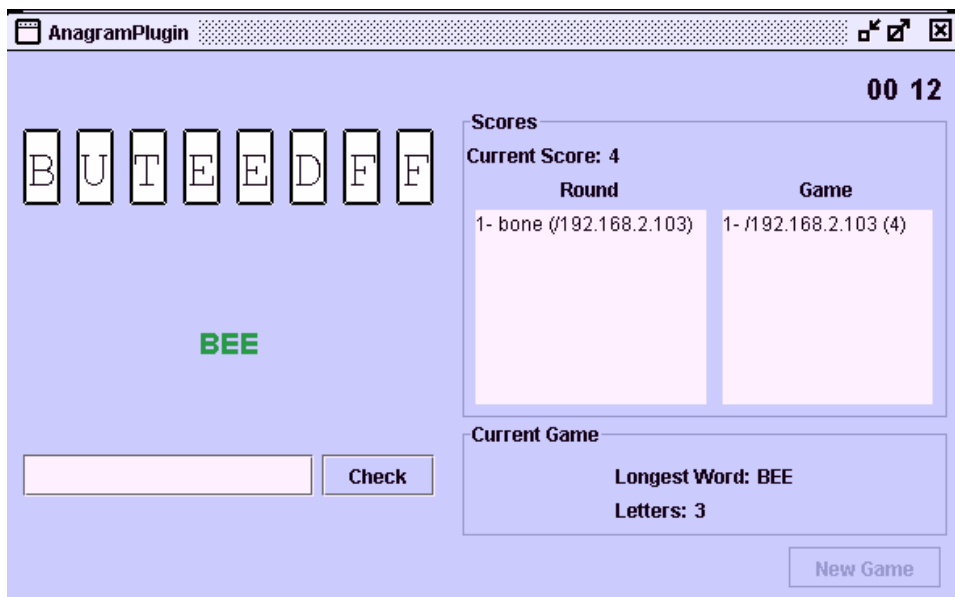 AnagramPlugin
00 12
B U T E E D F F
BEE
Check
Scores
Current Score: 4
Round Game
1- bone (/192.168.2.103) 1- /192.168.2.103 (4)
Current Game
Longest Word: BEE
Letters: 3
New Game